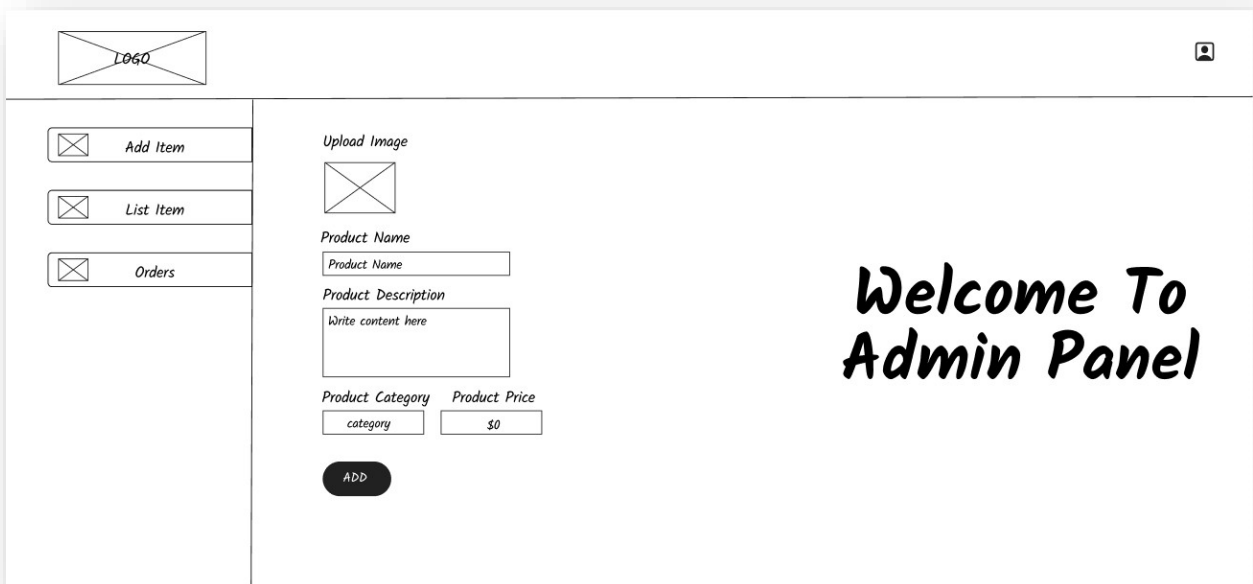 LOGO
Add Item
List Item
Orders
Upload Image
Product Name
Product Name
Product Description
Write content here
Product Category
Product Price
category
$0
ADD
Welcome To
Admin Panel